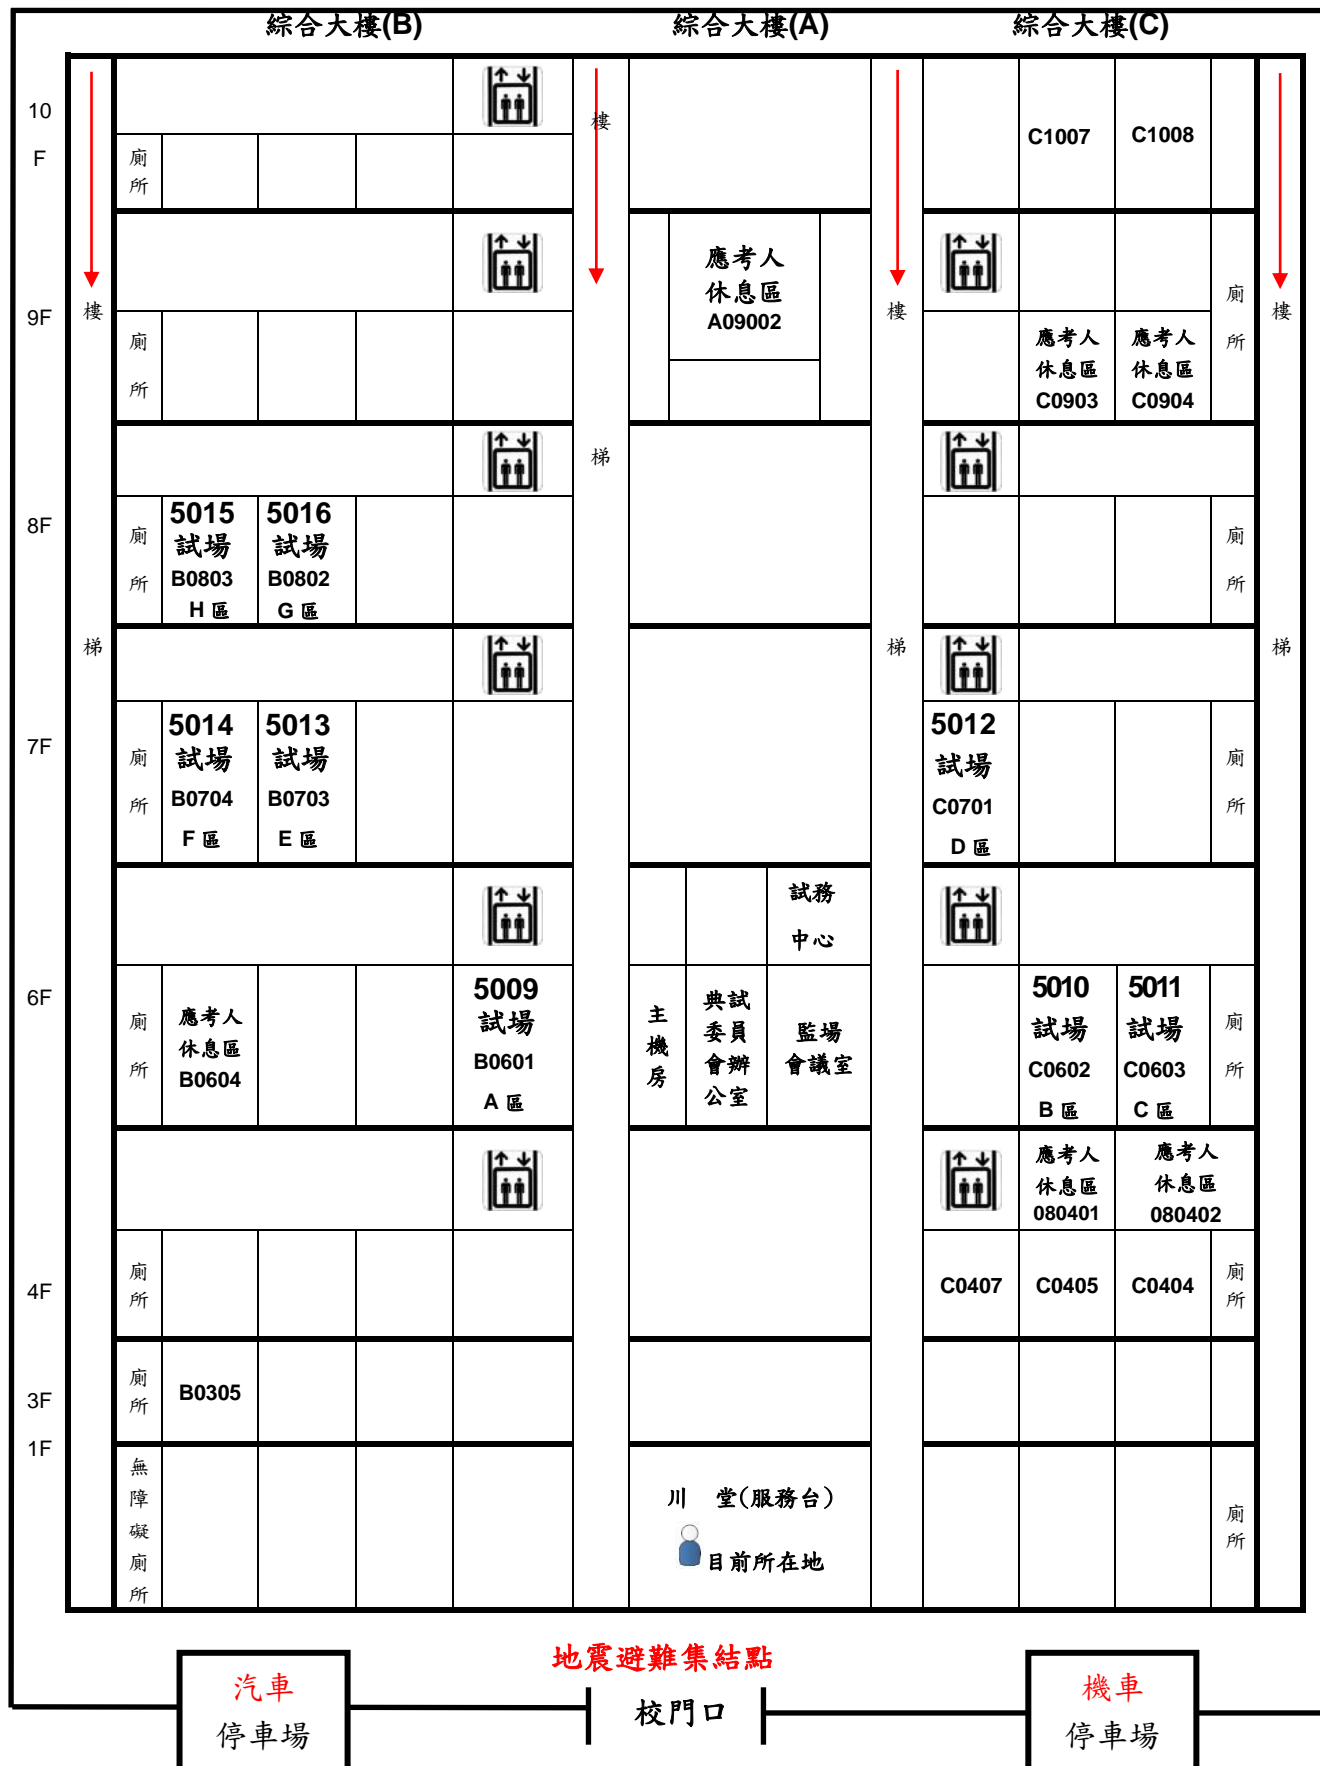 綜合大樓(B)
綜合大樓(A)
綜合大樓(C)
10
F
樓
C1007
C1008
廁
所
9F
樓
廁
所
應考人
休息區
A09002
樓
應考人
休息區
C0903
應考人
休息區
C0904
廁
所
樓
梯
8F
廁
所
5015
試場
B0803
H 區
5016
試場
B0802
G 區
廁
所
梯
梯
梯
7F
廁
所
5014
試場
B0704
F 區
5013
試場
B0703
E 區
5012
試場
C0701
D 區
廁
所
試務
中心
6F
廁
所
應考人
休息區
B0604
5009
試場
B0601
A 區
主
機
房
典試
委員
會辦
公室
監場
會議室
5010
試場
C0602
B 區
5011
試場
C0603
C 區
廁
所
應考人
休息區
080401
應考人
休息區
080402
4F
廁
所
C0407
C0405
C0404
廁
所
3F
廁
所
B0305
1F
無
障
礙
廁
所
川 堂(服務台)
目前所在地
廁
所
地震避難集結點
汽車
停車場
校門口
機車
停車場